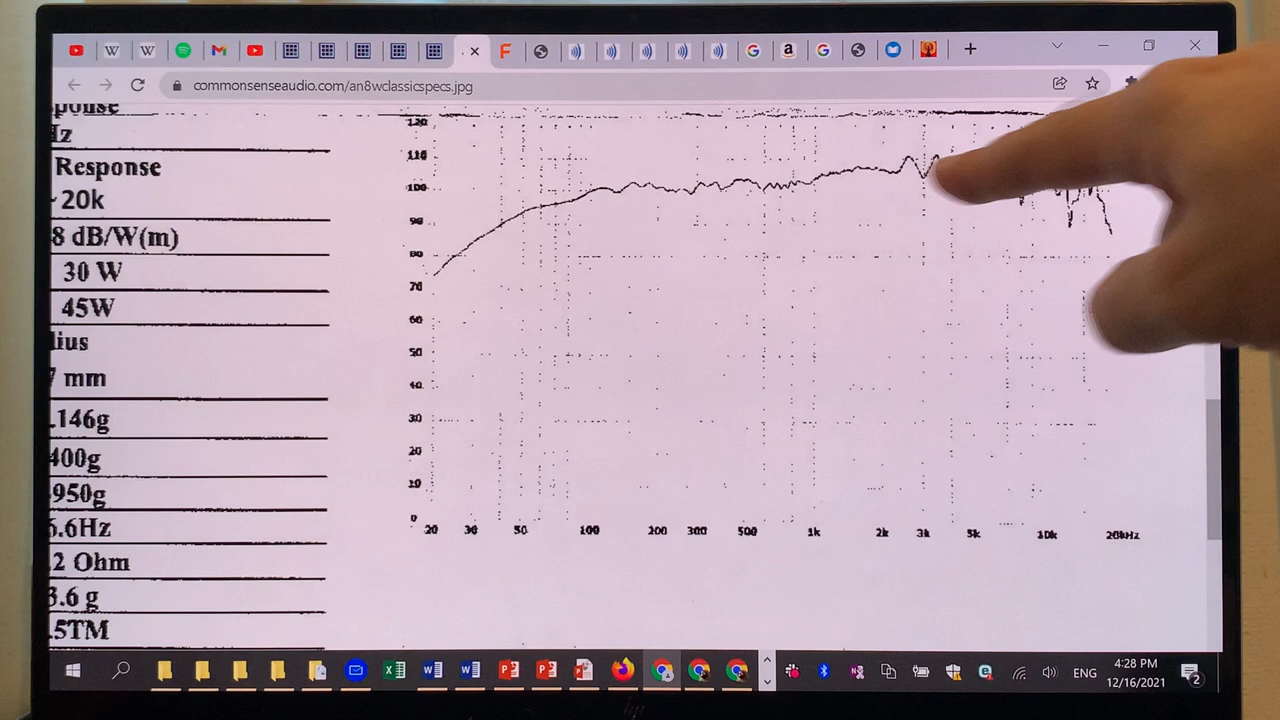 commonsenseaudio.com/an8wclassicspecs.jpg
ponse
Hz
Response
- 20k
8 dB/W(m)
30 W
45W
lius
7 mm
.146g
400g
950g
6.6Hz
.2 Ohm
3.6 g
.5TM
120
110
100
90
80
70
60
50
40
30
20
10
0
20 30 50 100 200 300 500 1k 2k 3k 5k 10k 20kHz
ENG
4:28 PM
12/16/2021
2
hp